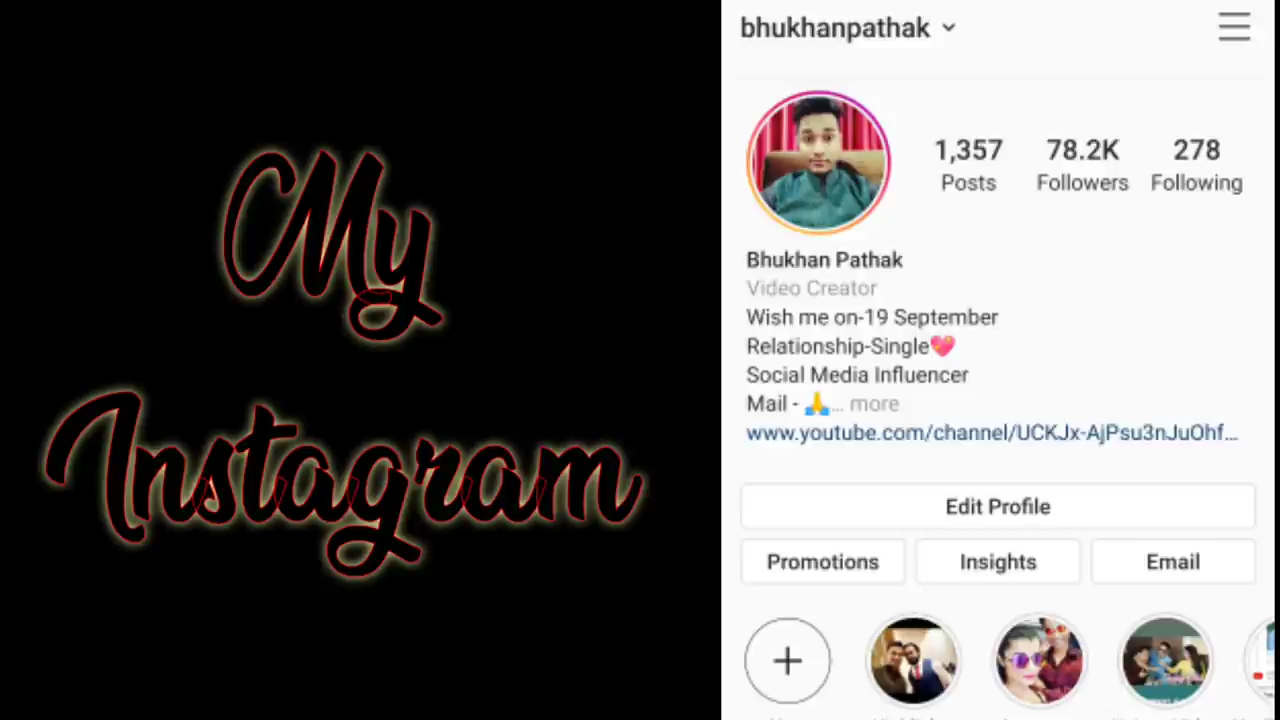 My
Instagram
bhukhanpathak
1,357 78.2K 278
Posts Followers Following
Bhukhan Pathak
Video Creator
Wish me on-19 September
Relationship-Single💖
Social Media Influencer
Mail - 🙏... more
www.youtube.com/channel/UCKJx-AjPsu3nJuOhf...
Edit Profile
Promotions Insights Email